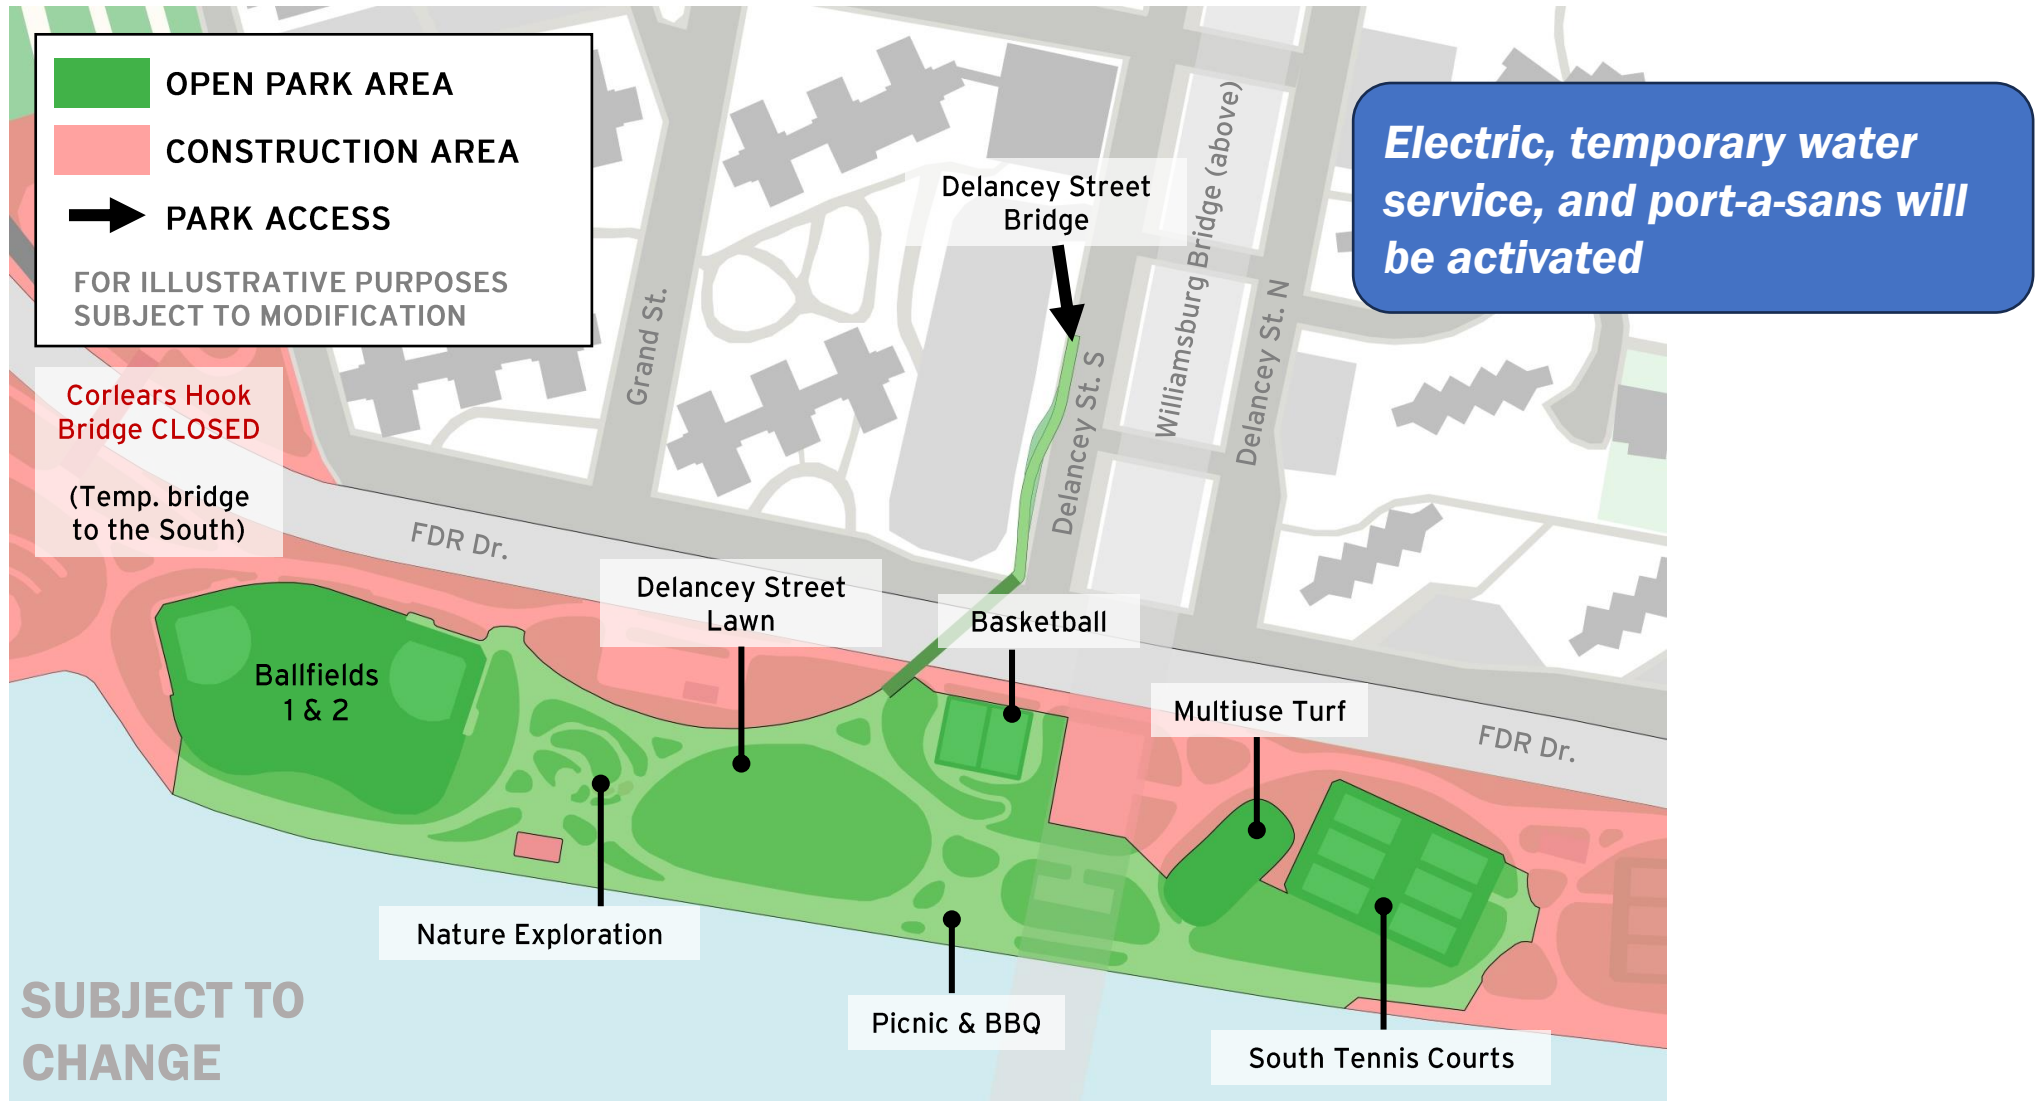 OPEN PARK AREA
CONSTRUCTION AREA
PARK ACCESS
FOR ILLUSTRATIVE PURPOSES
SUBJECT TO MODIFICATION
Electric, temporary water
service, and port-a-sans will
be activated
Delancey Street
Bridge
Williamsburg Bridge (above)
Grand St.
Delancey St. S
Delancey St. N
Corlears Hook
Bridge CLOSED
(Temp. bridge
to the South)
FDR Dr.
Delancey Street
Lawn
Basketball
Ballfields
1 & 2
Multiuse Turf
FDR Dr.
Nature Exploration
Picnic & BBQ
South Tennis Courts
SUBJECT TO
CHANGE